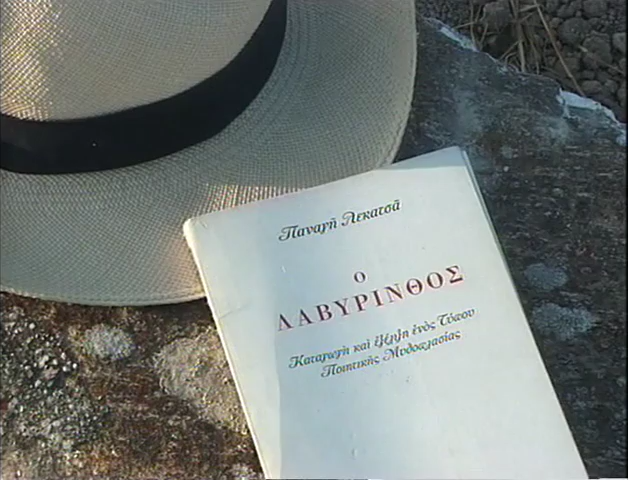 Παναγῆ Λεκατσᾶ
Ο
ΛΑΒΥΡΙΝΘΟΣ
Καταγωγὴ καὶ ἐξέλιξη ἑνὸς Τύπου
Ποιητικῆς Μυθοπλασίας